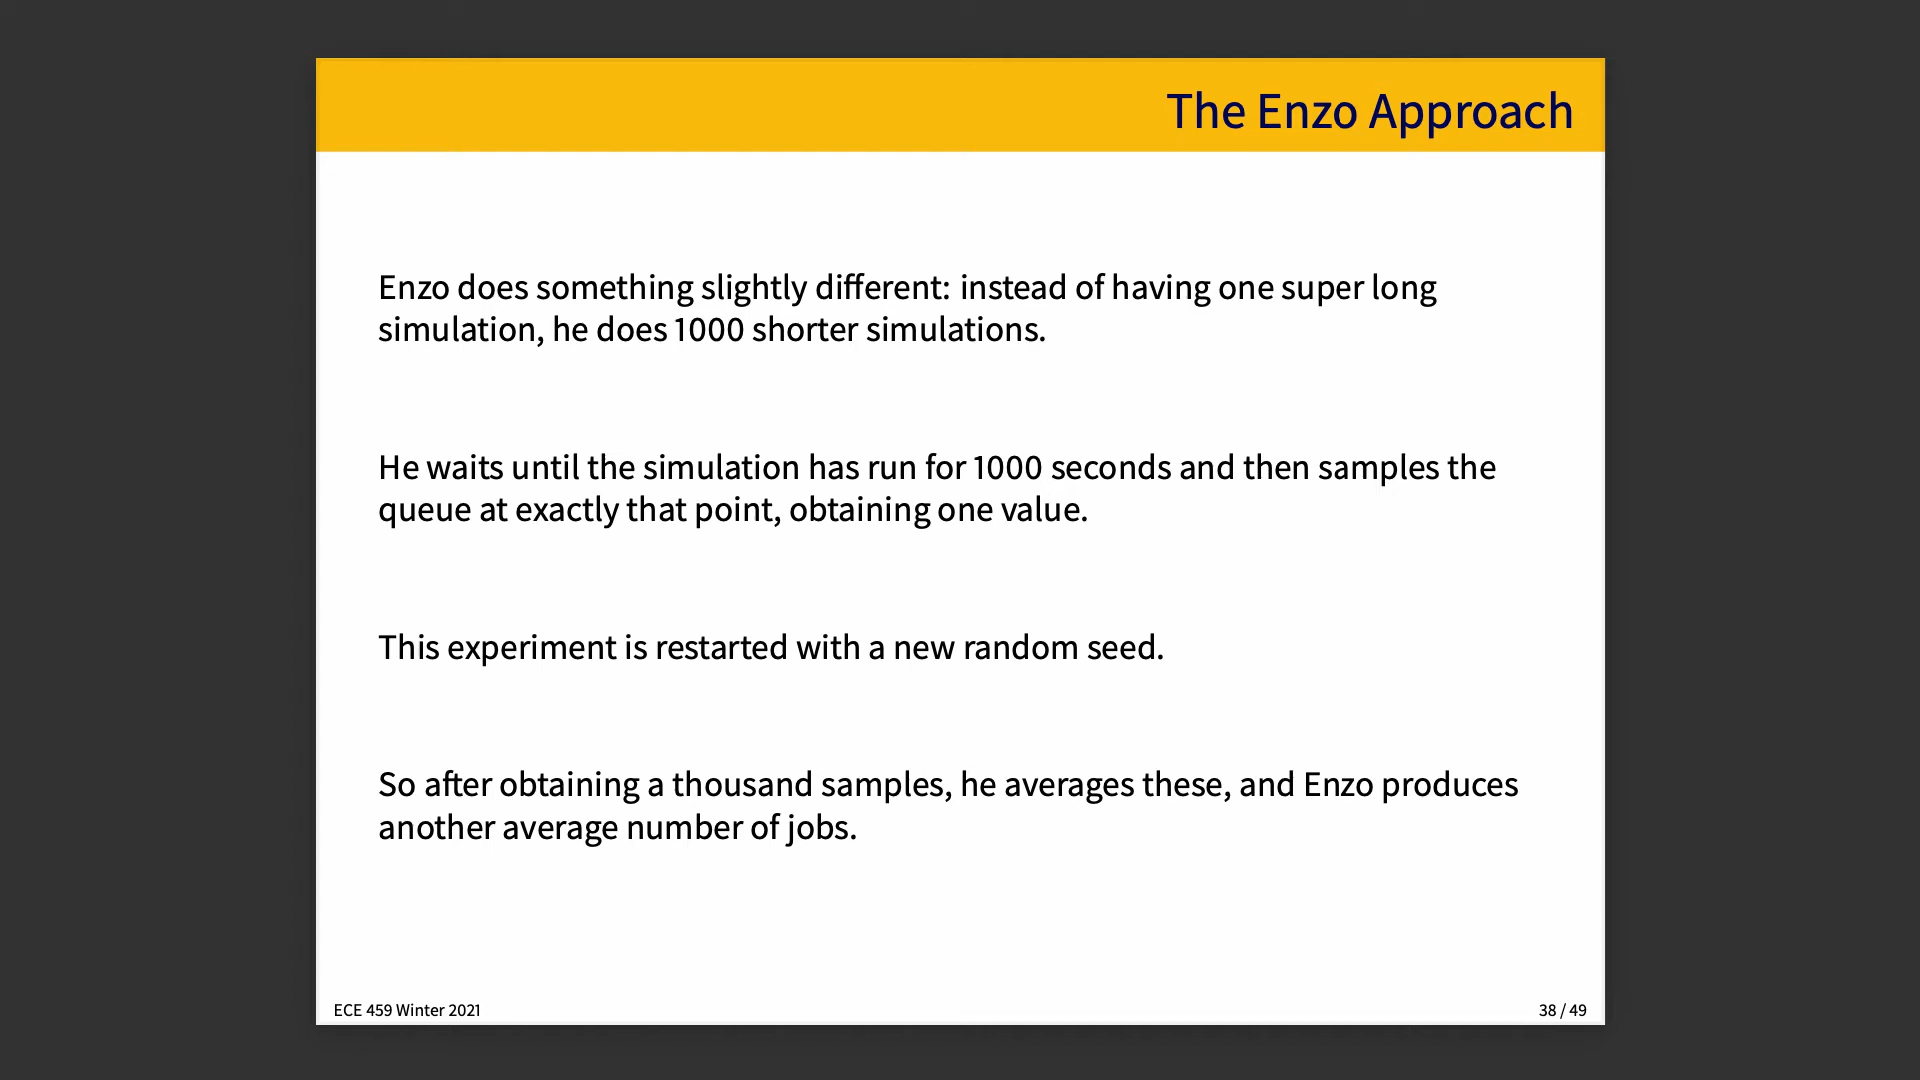 The Enzo Approach
Enzo does something slightly different: instead of having one super long
simulation, he does 1000 shorter simulations.
He waits until the simulation has run for 1000 seconds and then samples the
queue at exactly that point, obtaining one value.
This experiment is restarted with a new random seed.
So after obtaining a thousand samples, he averages these, and Enzo produces
another average number of jobs.
ECE 459 Winter 2021
38 / 49